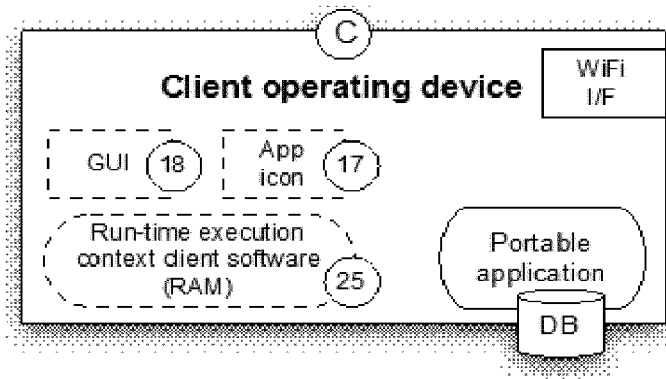 C
Client operating device
WiFi
I/F
GUI
18
App
icon
17
Run-time execution
context client software
(RAM)
25
Portable
application
DB